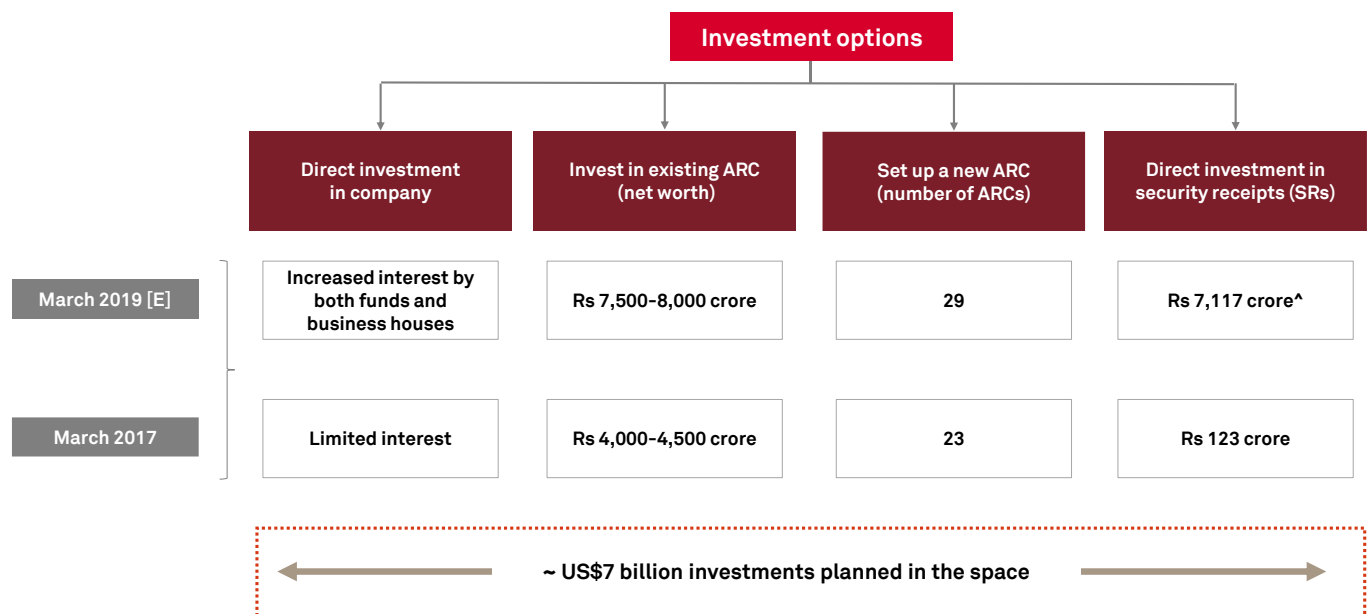 Investment options
Direct investment
in company
Invest in existing ARC
(net worth)
Set up a new ARC
(number of ARCs)
Direct investment in
security receipts (SRs)
March 2019 [E]
Increased interest by
both funds and
business houses
Rs 7,500-8,000 crore
29
Rs 7,117 crore^
March 2017
Limited interest
Rs 4,000-4,500 crore
23
Rs 123 crore
~ US$7 billion investments planned in the space